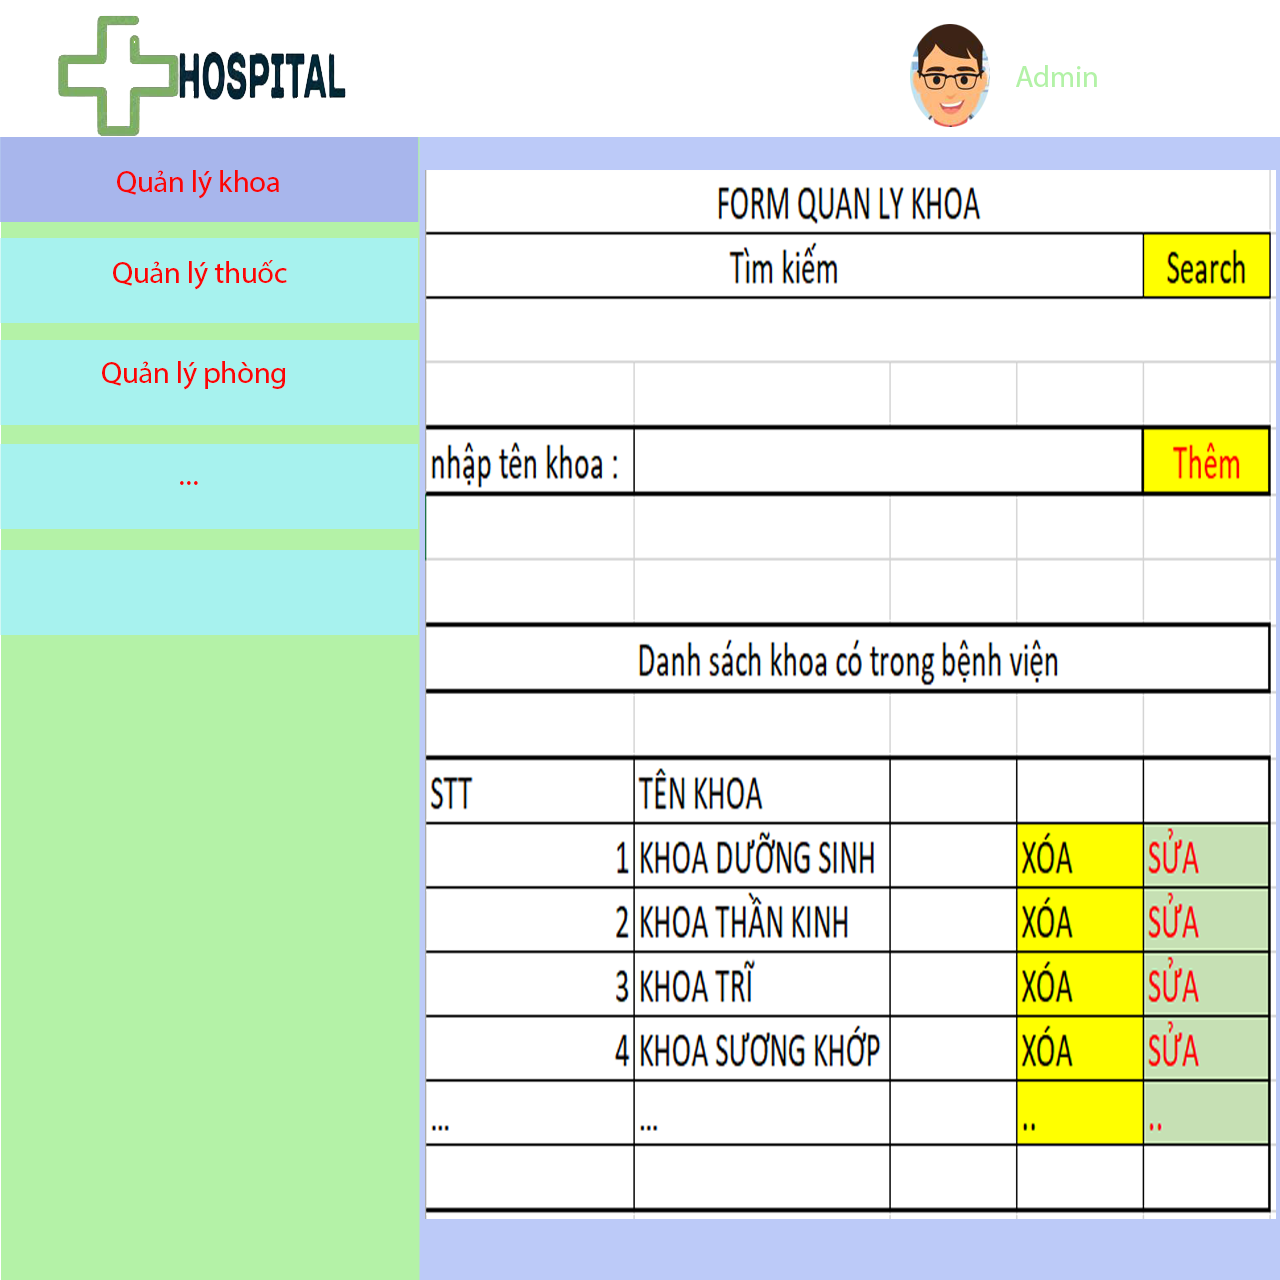 HOSPITAL
Admin
Quản lý khoa
Quản lý thuốc
Quản lý phòng
...
FORM QUAN LY KHOA
Tìm kiếm Search
nhập tên khoa : Thêm
Danh sách khoa có trong bệnh viện
STT TÊN KHOA
1 KHOA DƯỠNG SINH XÓA SỬA
2 KHOA THẦN KINH XÓA SỬA
3 KHOA TRĨ XÓA SỬA
4 KHOA SƯƠNG KHỚP XÓA SỬA
... ... .. ..